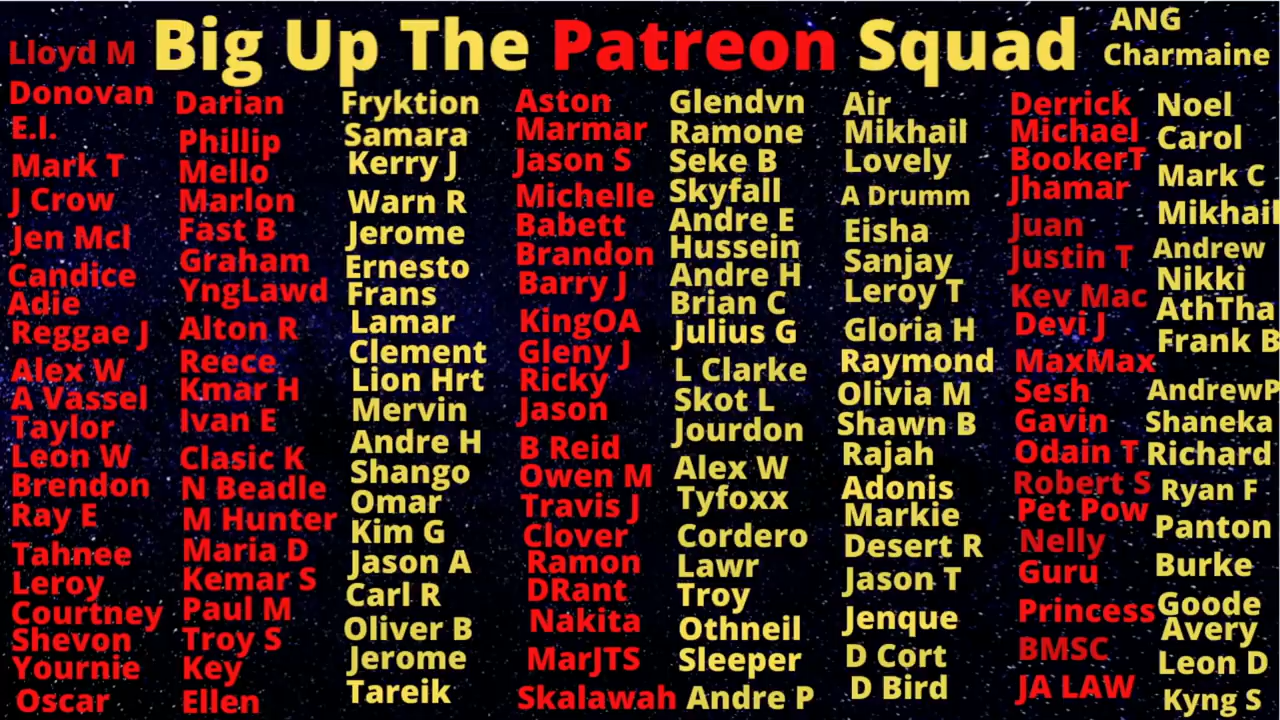 Big Up The Patreon Squad
ANG
Charmaine
Lloyd M
Donovan
E.I.
Mark T
J Crow
Jen Mcl
Candice
Adie
Reggae J
Alex W
A Vassel
Taylor
Leon W
Brendon
Ray E
Tahnee
Leroy
Courtney
Shevon
Yournie
Oscar
Darian
Phillip
Mello
Marlon
Fast B
Graham
YngLawd
Alton R
Reece
Kmar H
Ivan E
Clasic K
N Beadle
M Hunter
Maria D
Kemar S
Paul M
Troy S
Key
Ellen
Fryktion
Samara
Kerry J
Warn R
Jerome
Ernesto
Frans
Lamar
Clement
Lion Hrt
Mervin
Andre H
Shango
Omar
Kim G
Jason A
Carl R
Oliver B
Jerome
Tareik
Aston
Marmar
Jason S
Michelle
Babett
Brandon
Barry J
KingOA
Gleny J
Ricky
Jason
B Reid
Owen M
Travis J
Clover
Ramon
DRant
Nakita
MarJTS
Skalawah
Glendvn
Ramone
Seke B
Skyfall
Andre E
Hussein
Andre H
Brian C
Julius G
L Clarke
Skot L
Jourdon
Alex W
Tyfoxx
Cordero
Lawr
Troy
Othneil
Sleeper
Andre P
Air
Mikhail
Lovely
A Drumm
Eisha
Sanjay
Leroy T
Gloria H
Raymond
Olivia M
Shawn B
Rajah
Adonis
Markie
Desert R
Jason T
Jenque
D Cort
D Bird
Derrick
Michael
BookerT
Jhamar
Juan
Justin T
Kev Mac
Devi J
MaxMax
Sesh
Gavin
Odain T
Robert S
Pet Pow
Nelly
Guru
Princess
BMSC
JA LAW
Noel
Carol
Mark C
Mikhail
Andrew
Nikki
AthTha
Frank B
AndrewP
Shaneka
Richard
Ryan F
Panton
Burke
Goode
Avery
Leon D
Kyng S